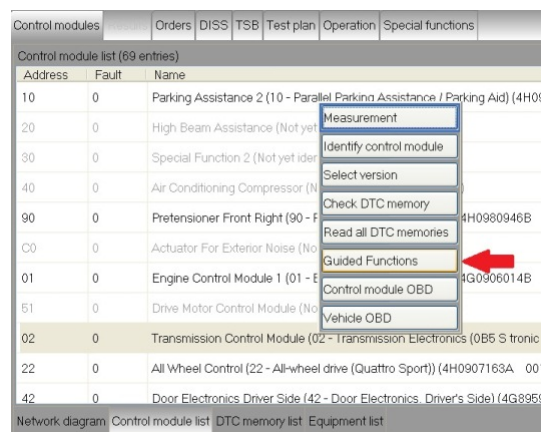 Control modules Orders DISS TSB Test plan Operation Special functions
Control module list (69 entries)
Address Fault Name
10 0 Parking Assistance 2 (10 - Parallel Parking Assistance / Parking Aid) (4H09
Measurement
20 0 High Beam Assistance (Not yet
Identify control module
30 0 Special Function 2 (Not yet iden
Select version
40 0 Air Conditioning Compressor (N )
Check DTC memory
90 0 Pretensioner Front Right (90 - F 4H0980946B
Read all DTC memories
C0 0 Actuator For Exterior Noise (No
Guided Functions
01 0 Engine Control Module 1 (01 - E 4G0906014B
Control module OBD
51 0 Drive Motor Control Module (No
Vehicle OBD
02 0 Transmission Control Module (02 - Transmission Electronics (0B5 S tronic
22 0 All Wheel Control (22 - All-wheel drive (Quattro Sport)) (4H0907163A 00
42 0 Door Electronics Driver Side (42 - Door Electronics, Driver's Side) (4G8959
Network diagram Control module list DTC memory list Equipment list